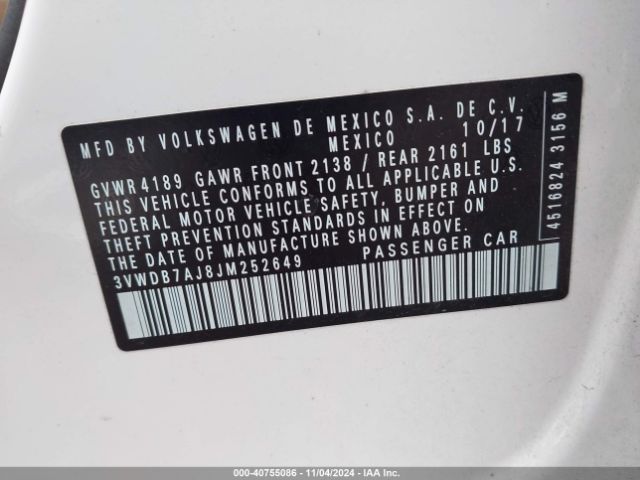 MFD BY VOLKSWAGEN DE MEXICO S.A. DE C.V.
MEXICO 10/17
GVWR 4189 GAWR FRONT 2138 / REAR 2161 LBS
THIS VEHICLE CONFORMS TO ALL APPLICABLE U.S.
FEDERAL MOTOR VEHICLE SAFETY, BUMPER AND
THEFT PREVENTION STANDARDS IN EFFECT ON
THE DATE OF MANUFACTURE SHOWN ABOVE.
3VWDB7AJ8JM252649 PASSENGER CAR
4516824 3156 M
000-40755086 - 11/04/2024 - IAA Inc.